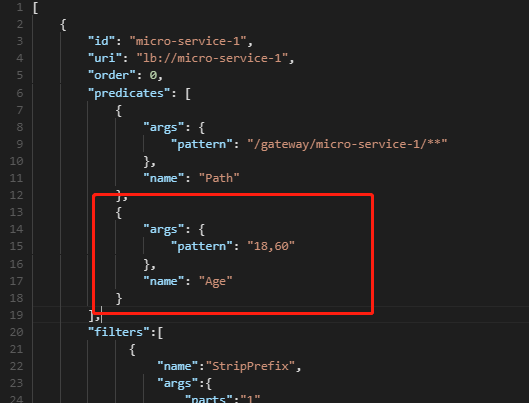 1 [
2 {
3 "id": "micro-service-1",
4 "uri": "lb://micro-service-1",
5 "order": 0,
6 "predicates": [
7 {
8 "args": {
9 "pattern": "/gateway/micro-service-1/**"
10 },
11 "name": "Path"
12 },
13 {
14 "args": {
15 "pattern": "18,60"
16 },
17 "name": "Age"
18 }
19 ],
20 "filters":[
21 {
22 "name":"StripPrefix",
23 "args":{
24 "parts":"1"